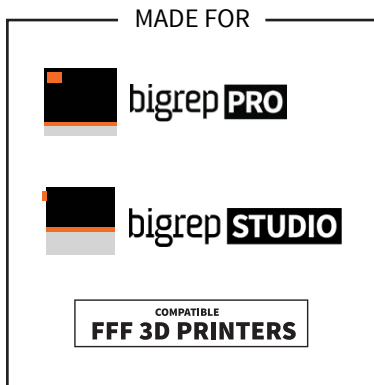 MADE FOR
bigrep PRO
bigrep STUDIO
COMPATIBLE
FFF 3D PRINTERS